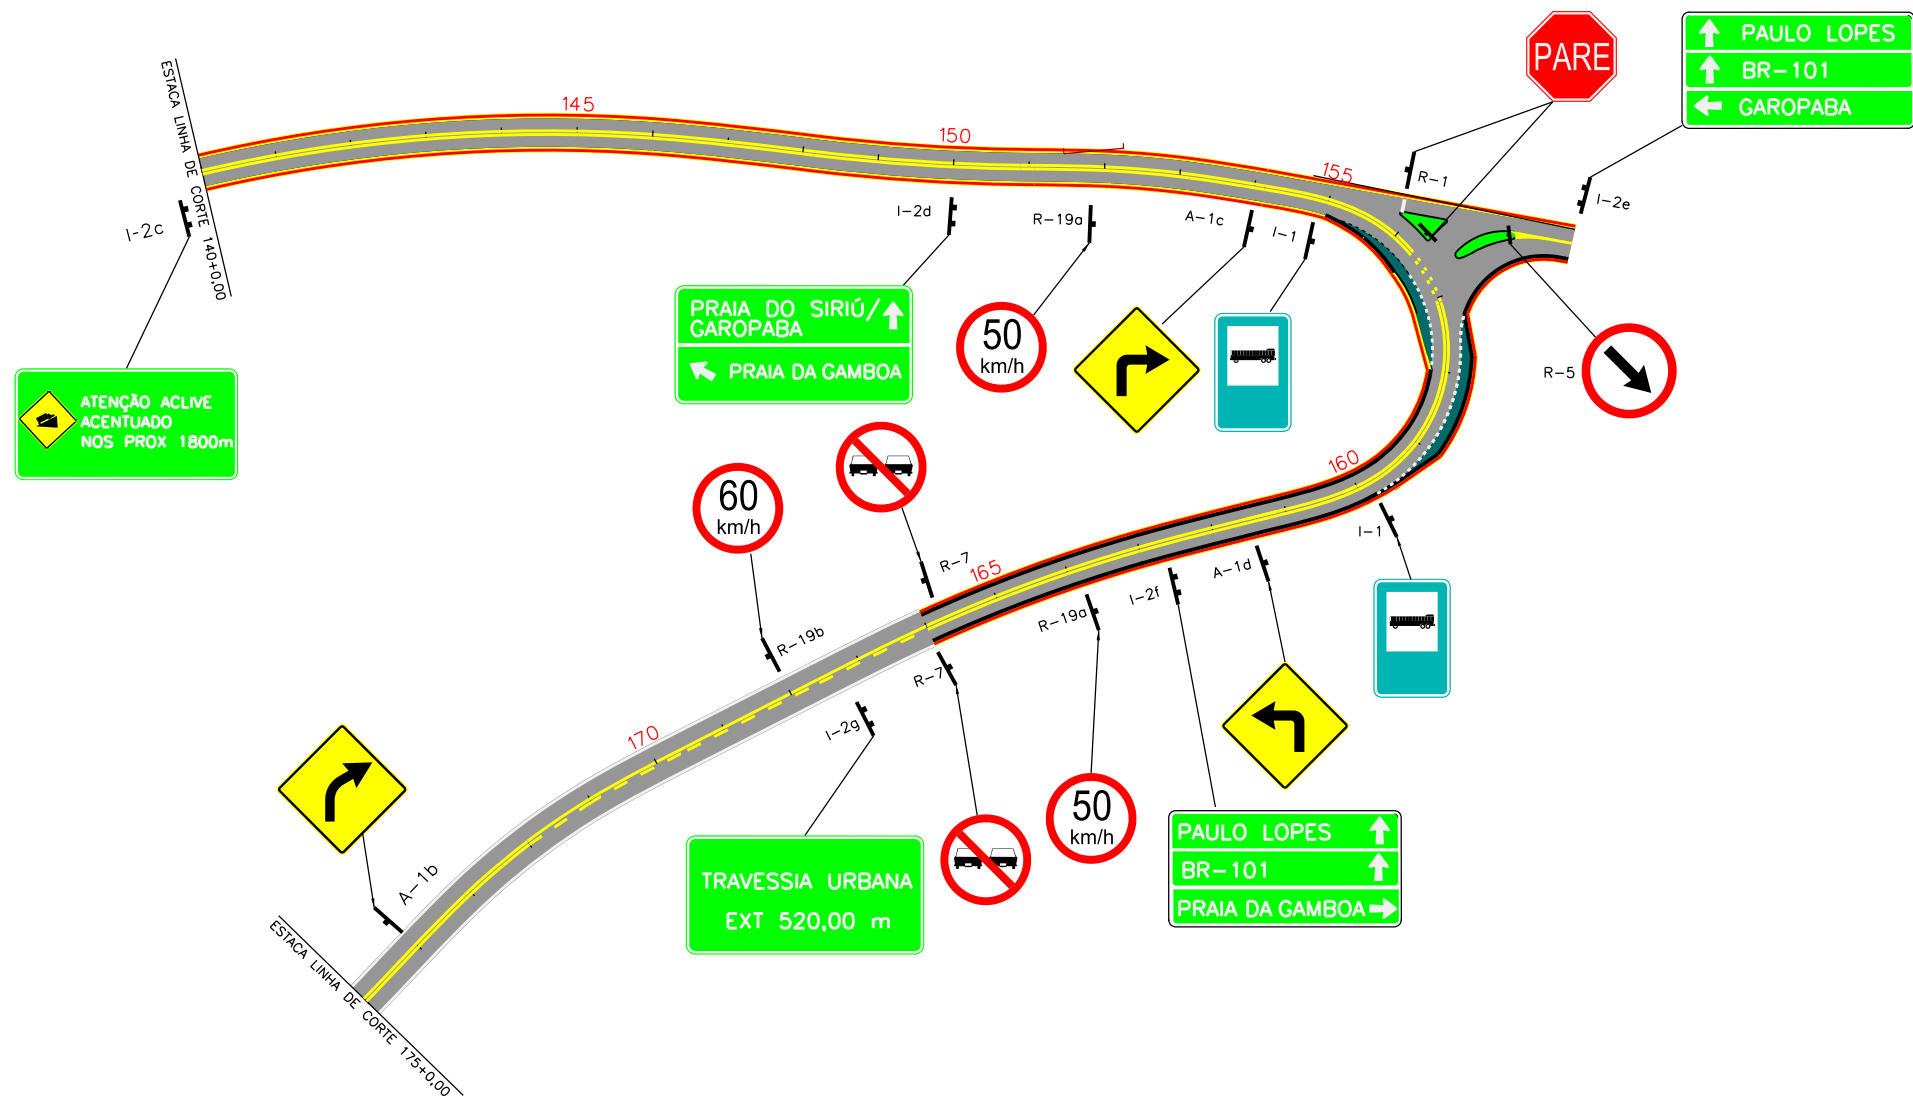 PARE
PAULO LOPES
BR-101
GAROPABA
ESTACA LINHA DE CORTE 140+0,00
145
150
155
R-1
I-2e
I-2c
I-2d
R-19a
A-1c
I-1
PRAIA DO SIRIÚ/
GAROPABA
PRAIA DA GAMBOA
50
km/h
R-5
ATENÇÃO ACLIVE
ACENTUADO
NOS PROX 1800m
160
60
km/h
I-1
R-7
165
A-1d
I-2f
R-19a
R-19b
R-7
I-2g
170
50
km/h
PAULO LOPES
BR-101
PRAIA DA GAMBOA
TRAVESSIA URBANA
EXT 520,00 m
A-1b
ESTACA LINHA DE CORTE 175+0,00